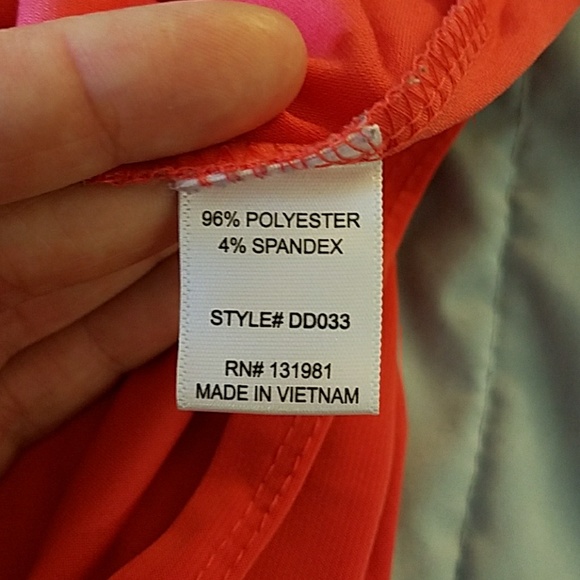 96% POLYESTER
4% SPANDEX
STYLE# DD033
RN# 131981
MADE IN VIETNAM